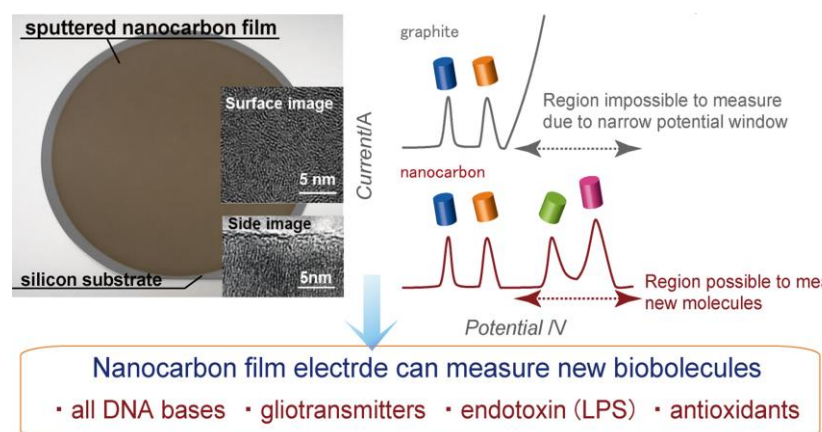 sputtered nanocarbon film
Surface image
5 nm
Side image
5nm
silicon substrate
Current/A
graphite
Region impossible to measure
due to narrow potential window
nanocarbon
Region possible to mea
new molecules
Potential /V
Nanocarbon film electrde can measure new biobolecules
・all DNA bases ・gliotransmitters ・endotoxin (LPS) ・antioxidants